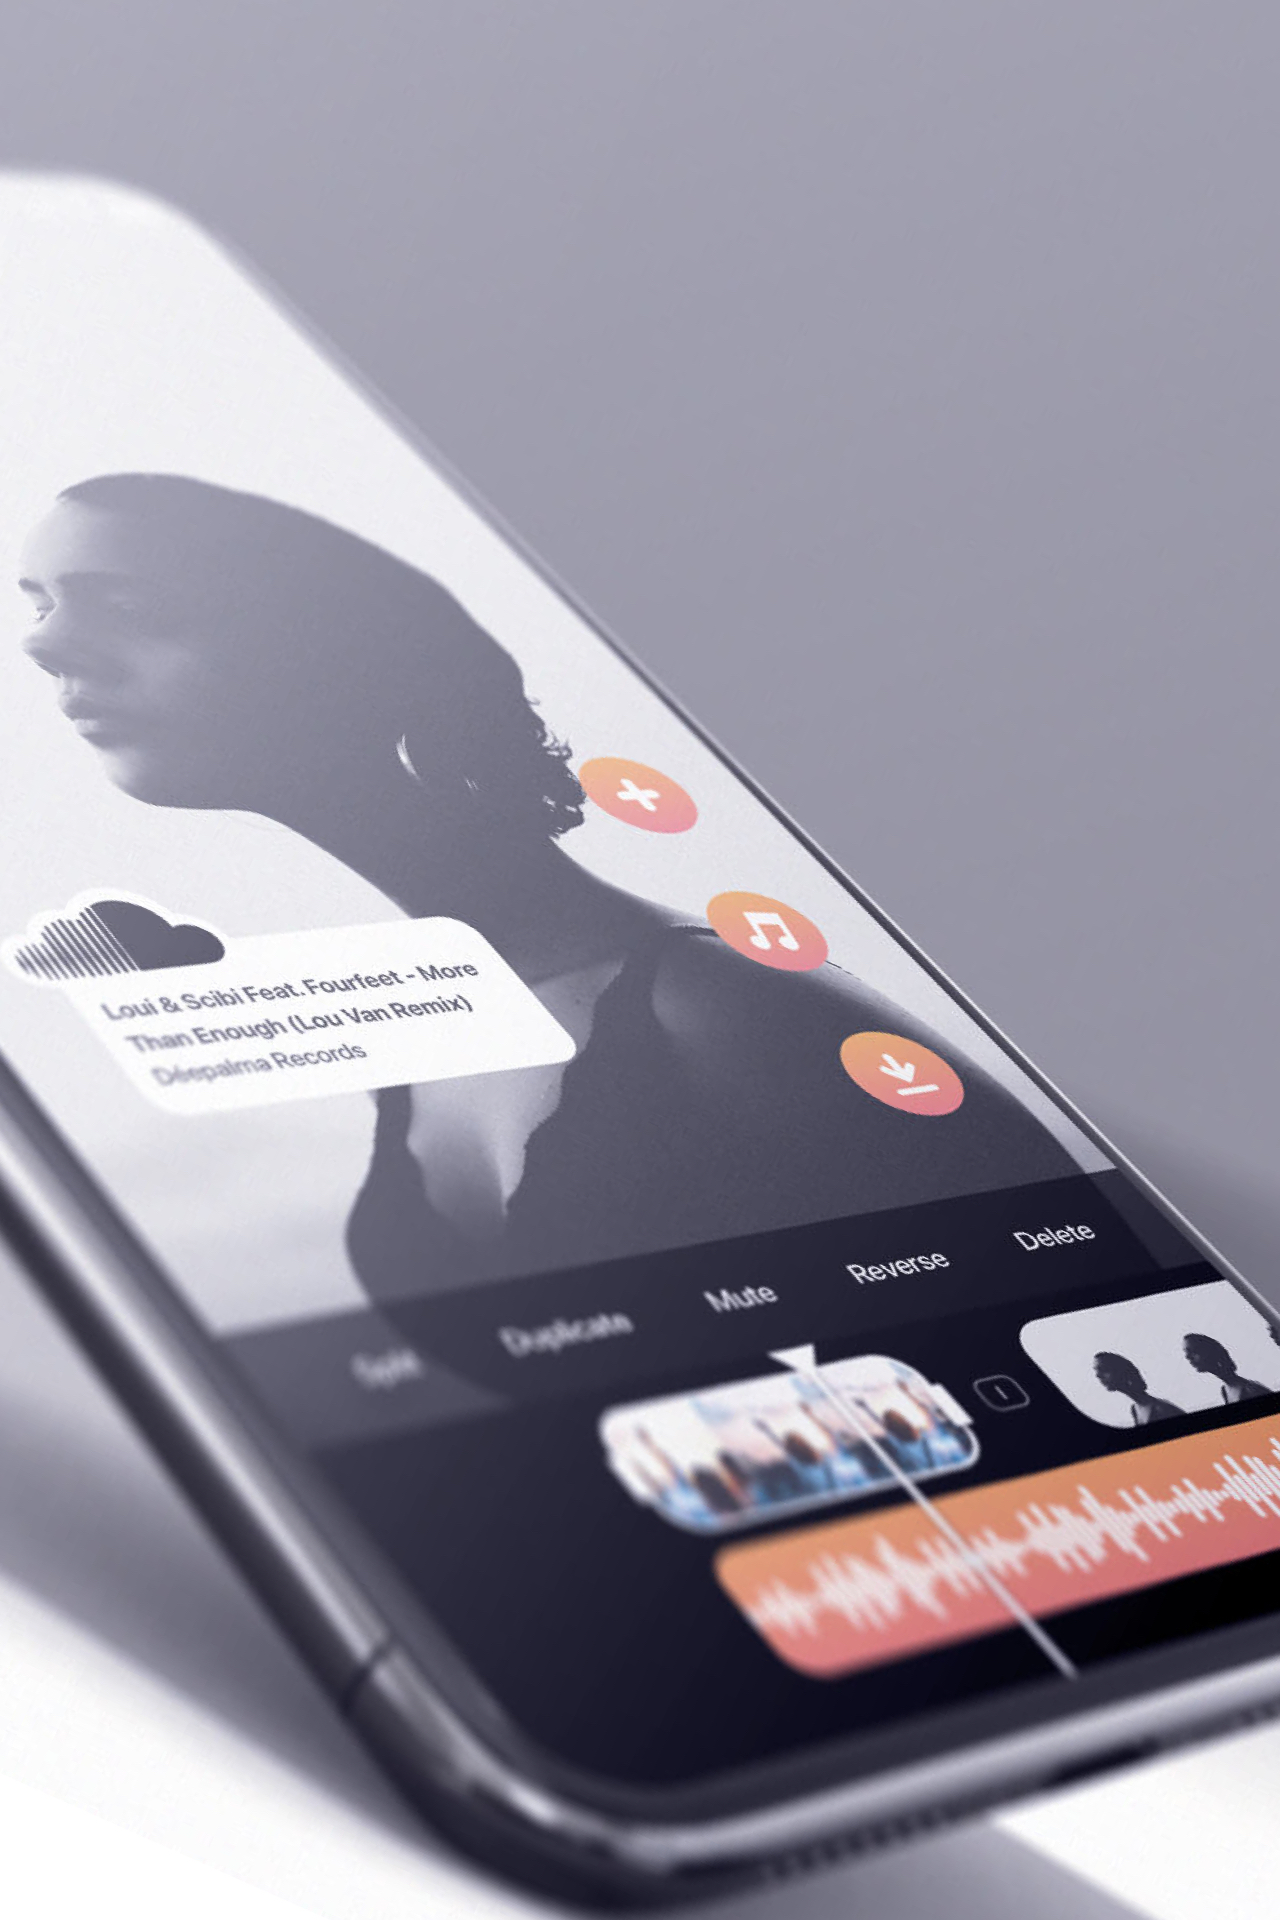 Loui & Scibi Feat. Fourfeet - More
Than Enough (Lou Van Remix)
Déepalma Records
Split
Duplicate
Mute
Reverse
Delete